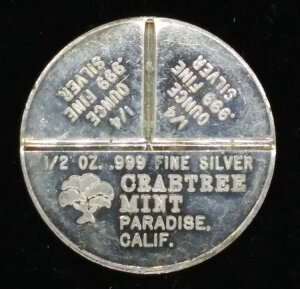 1/4
OUNCE
.999 FINE
SILVER
1/4
OUNCE
.999 FINE
SILVER
1/2 OZ. .999 FINE SILVER
CRABTREE
MINT
PARADISE,
CALIF.